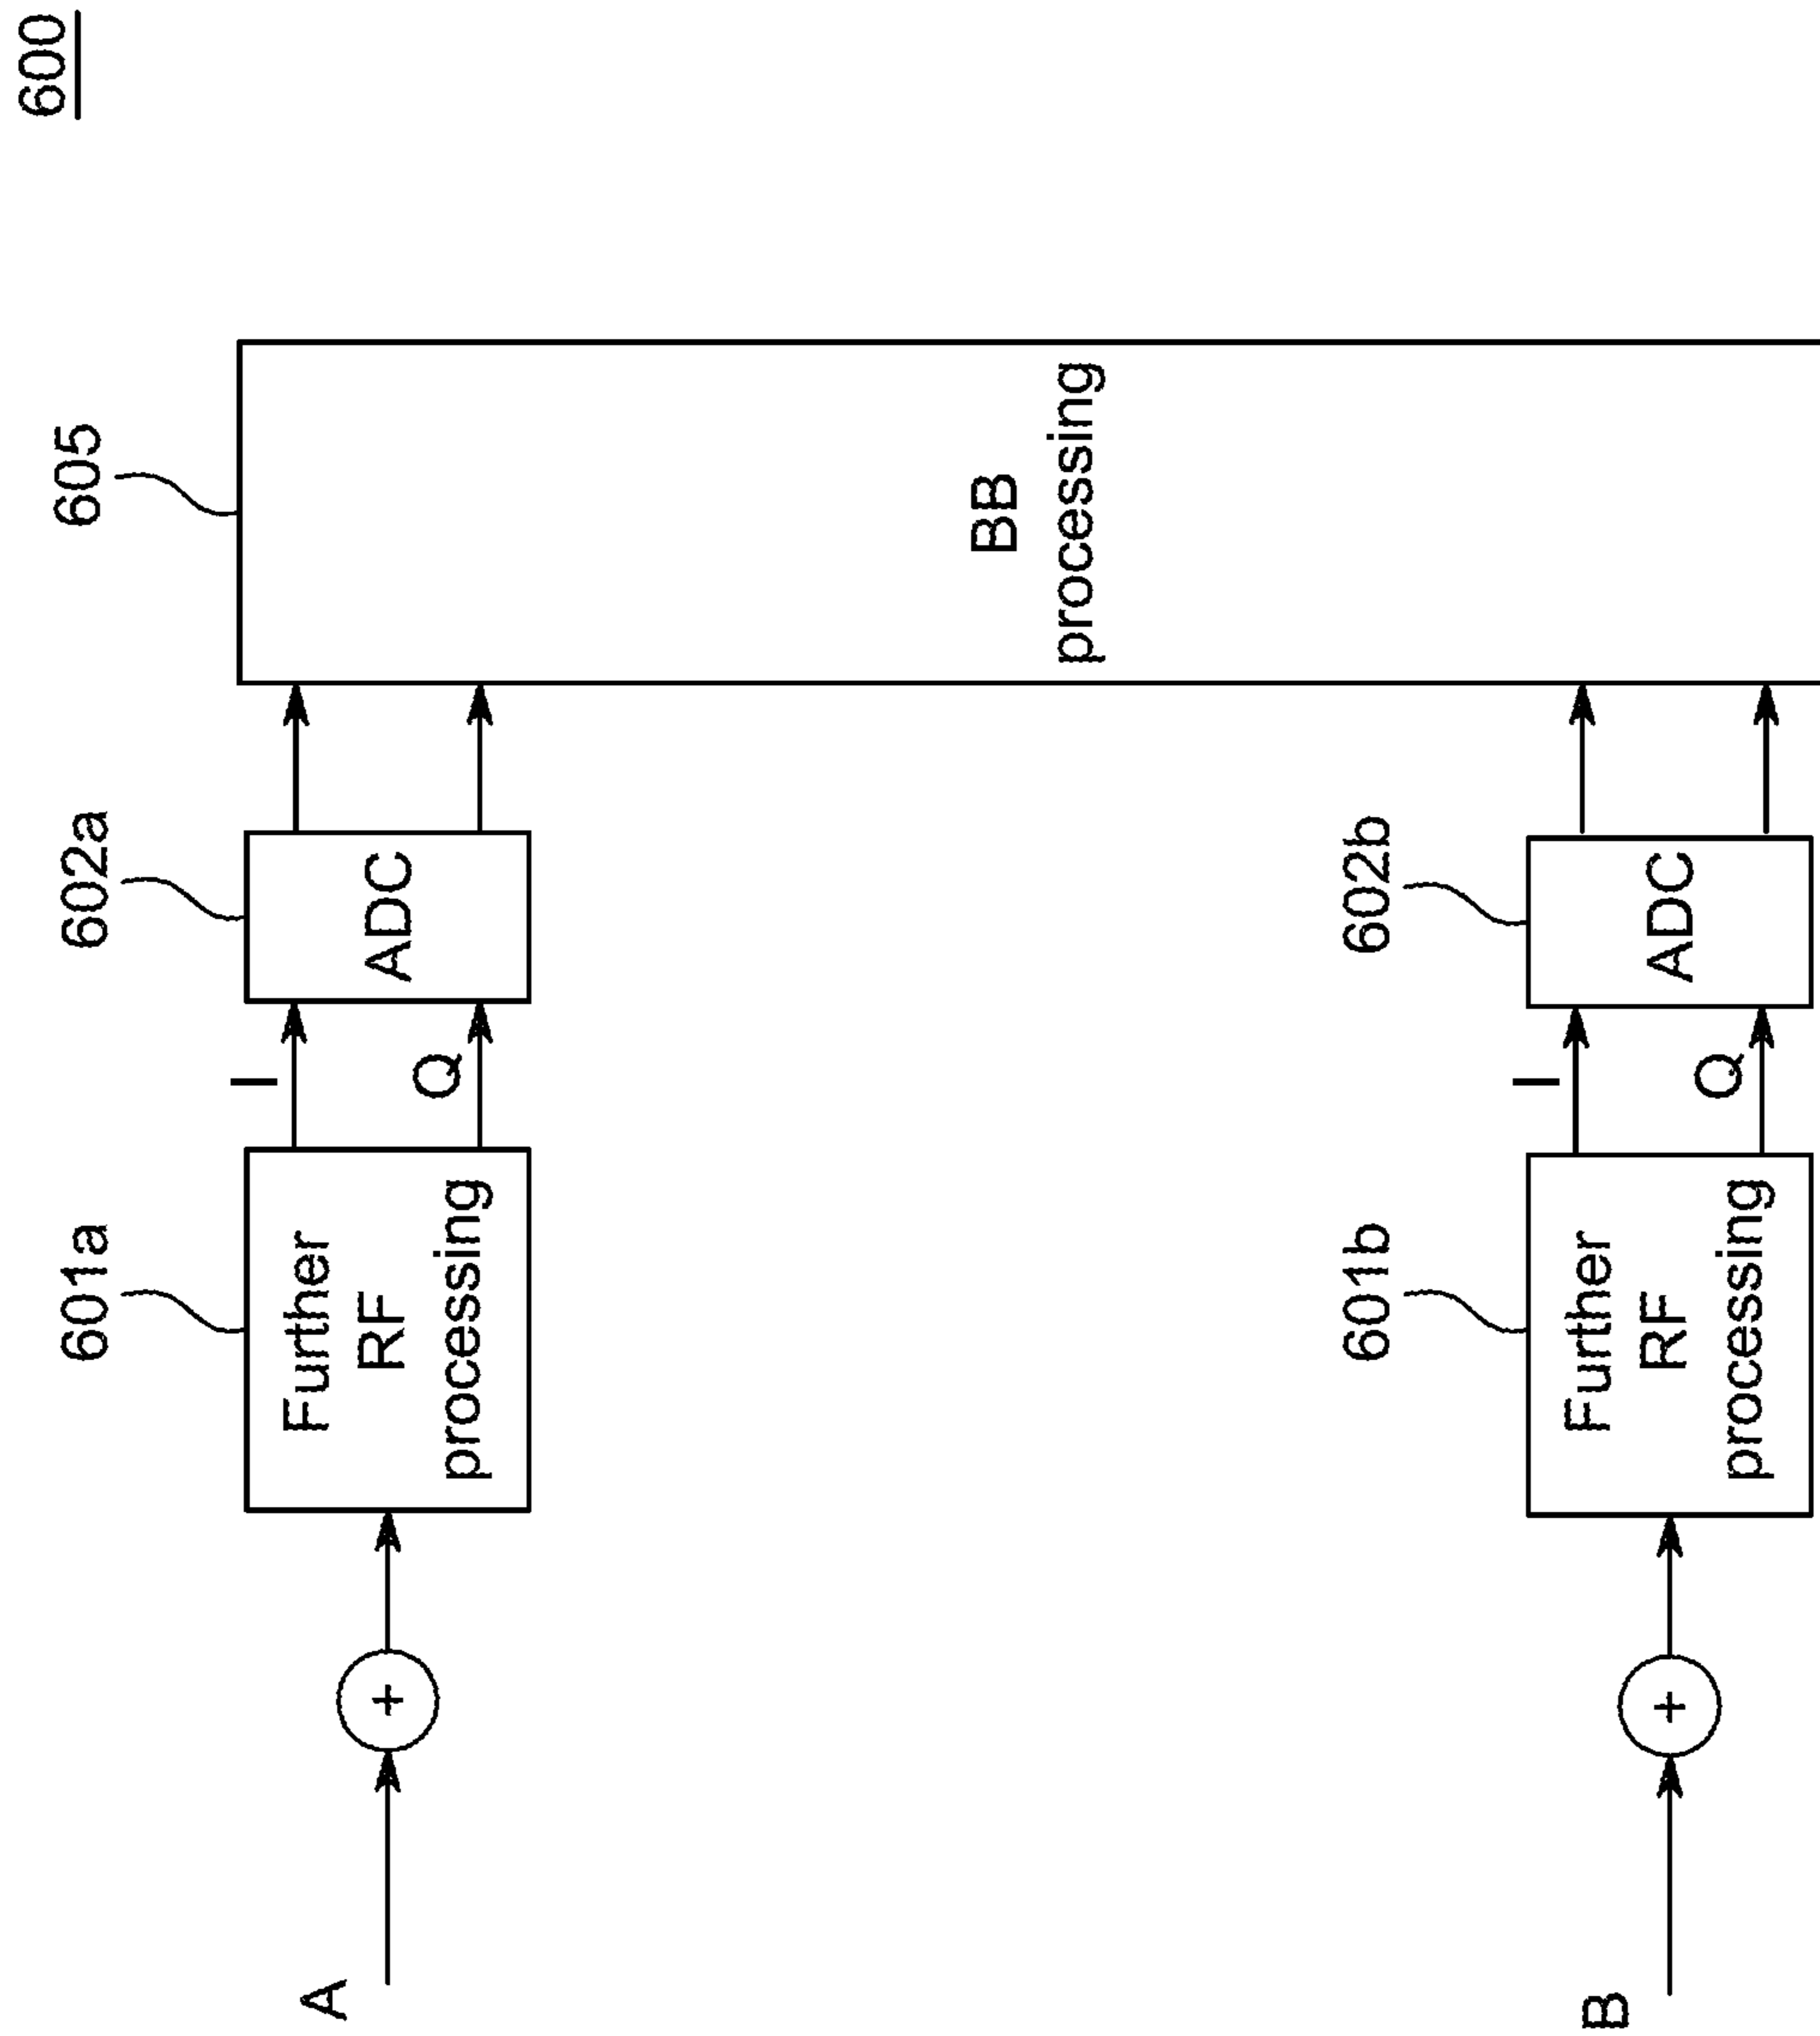 600
605
602a
601a
BB
processing
ADC
I
Q
Further
RF
processing
A
+
602b
601b
ADC
I
Q
Further
RF
processing
B
+